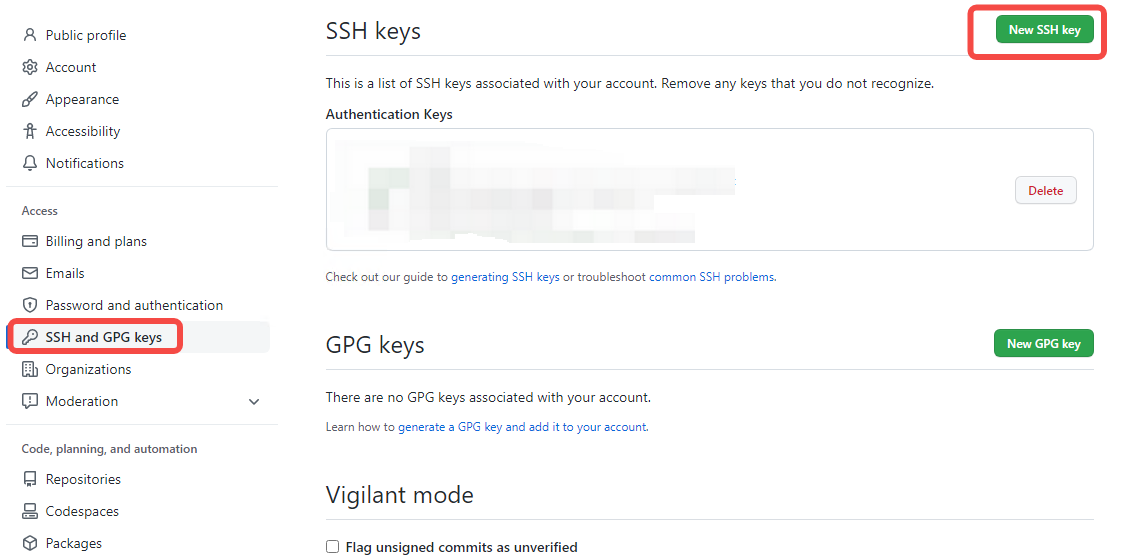 Public profile
Account
Appearance
Accessibility
Notifications
Access
Billing and plans
Emails
Password and authentication
SSH and GPG keys
Organizations
Moderation
Code, planning, and automation
Repositories
Codespaces
Packages
SSH keys
New SSH key
This is a list of SSH keys associated with your account. Remove any keys that you do not recognize.
Authentication Keys
Delete
Check out our guide to generating SSH keys or troubleshoot common SSH problems.
GPG keys
New GPG key
There are no GPG keys associated with your account.
Learn how to generate a GPG key and add it to your account.
Vigilant mode
Flag unsigned commits as unverified